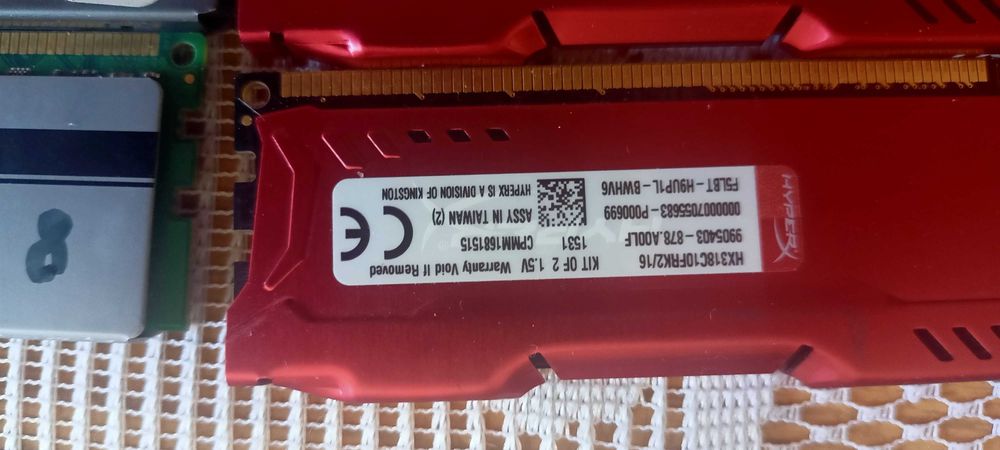 HX318C10FRK2/16
KIT OF 2 1.5V Warranty Void If Removed
9905403-878.A00LF
1531
CPMM1681515
0000007055683-P000699
ASSY IN TAIWAN (2)
F5LBT-H9UP1L-BWHV6
HYPERX IS A DIVISION OF KINGSTON
CE
HYPERX
8